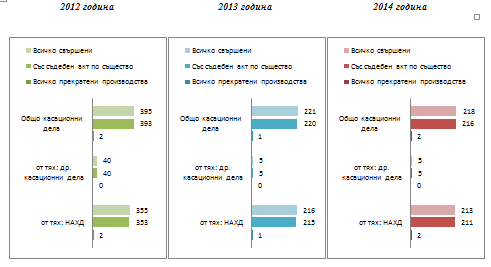 2012 година
2013 година
2014 година
Всичко свършени
Със съдебен акт по същество
Всичко прекратени производства
Общо касационни дела
395
393
2
от тях: др. касационни дела
40
40
0
от тях: НАХД
355
353
2
Всичко свършени
Със съдебен акт по същество
Всичко прекратени производства
Общо касационни дела
221
220
1
от тях: др. касационни дела
5
5
0
от тях: НАХД
216
215
1
Всичко свършени
Със съдебен акт по същество
Всичко прекратени производства
Общо касационни дела
218
216
2
от тях: др. касационни дела
5
5
0
от тях: НАХД
213
211
2